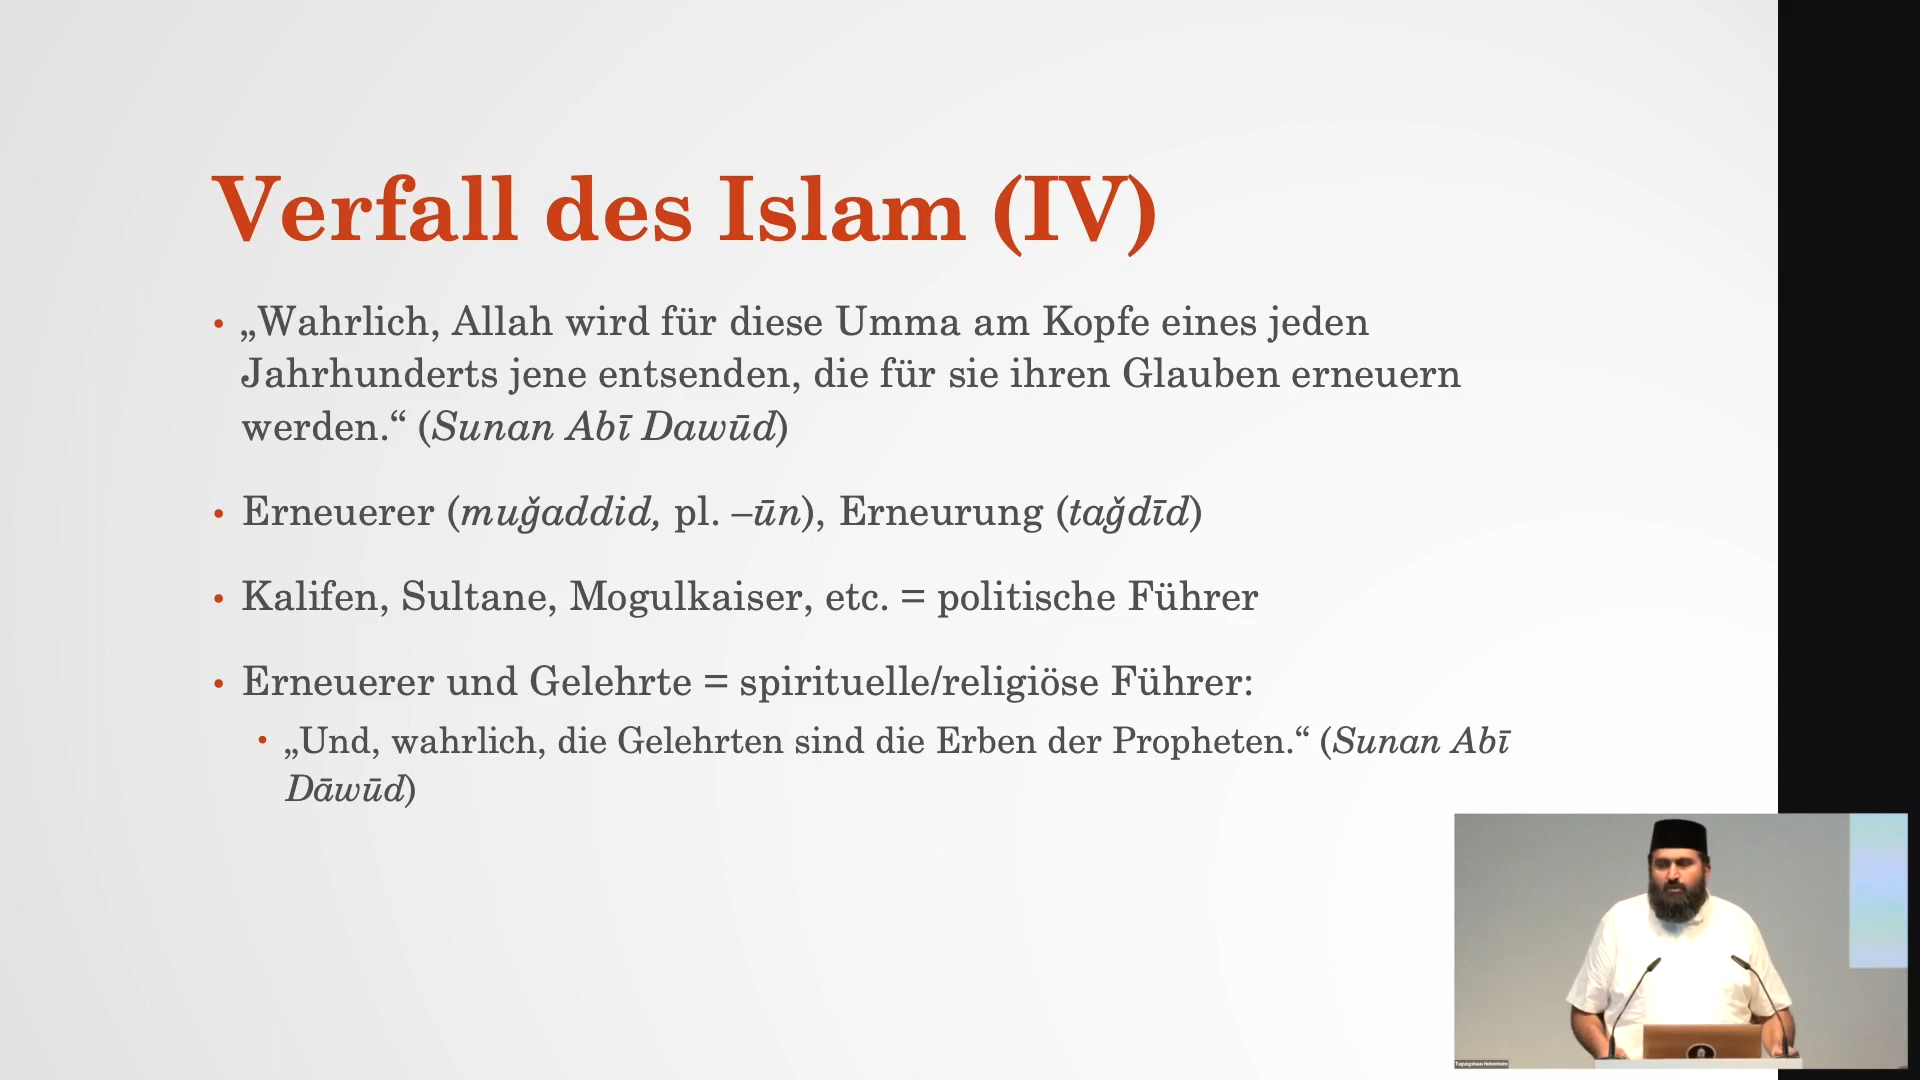 Verfall des Islam (IV)
• „Wahrlich, Allah wird für diese Umma am Kopfe eines jeden
Jahrhunderts jene entsenden, die für sie ihren Glauben erneuern
werden.“ (Sunan Abī Dawūd)
• Erneuerer (muǧaddid, pl. –ūn), Erneurung (taǧdīd)
• Kalifen, Sultane, Mogulkaiser, etc. = politische Führer
• Erneuerer und Gelehrte = spirituelle/religiöse Führer:
• „Und, wahrlich, die Gelehrten sind die Erben der Propheten.“ (Sunan Abī
Dāwūd)
Tagungshaus Hohenheim